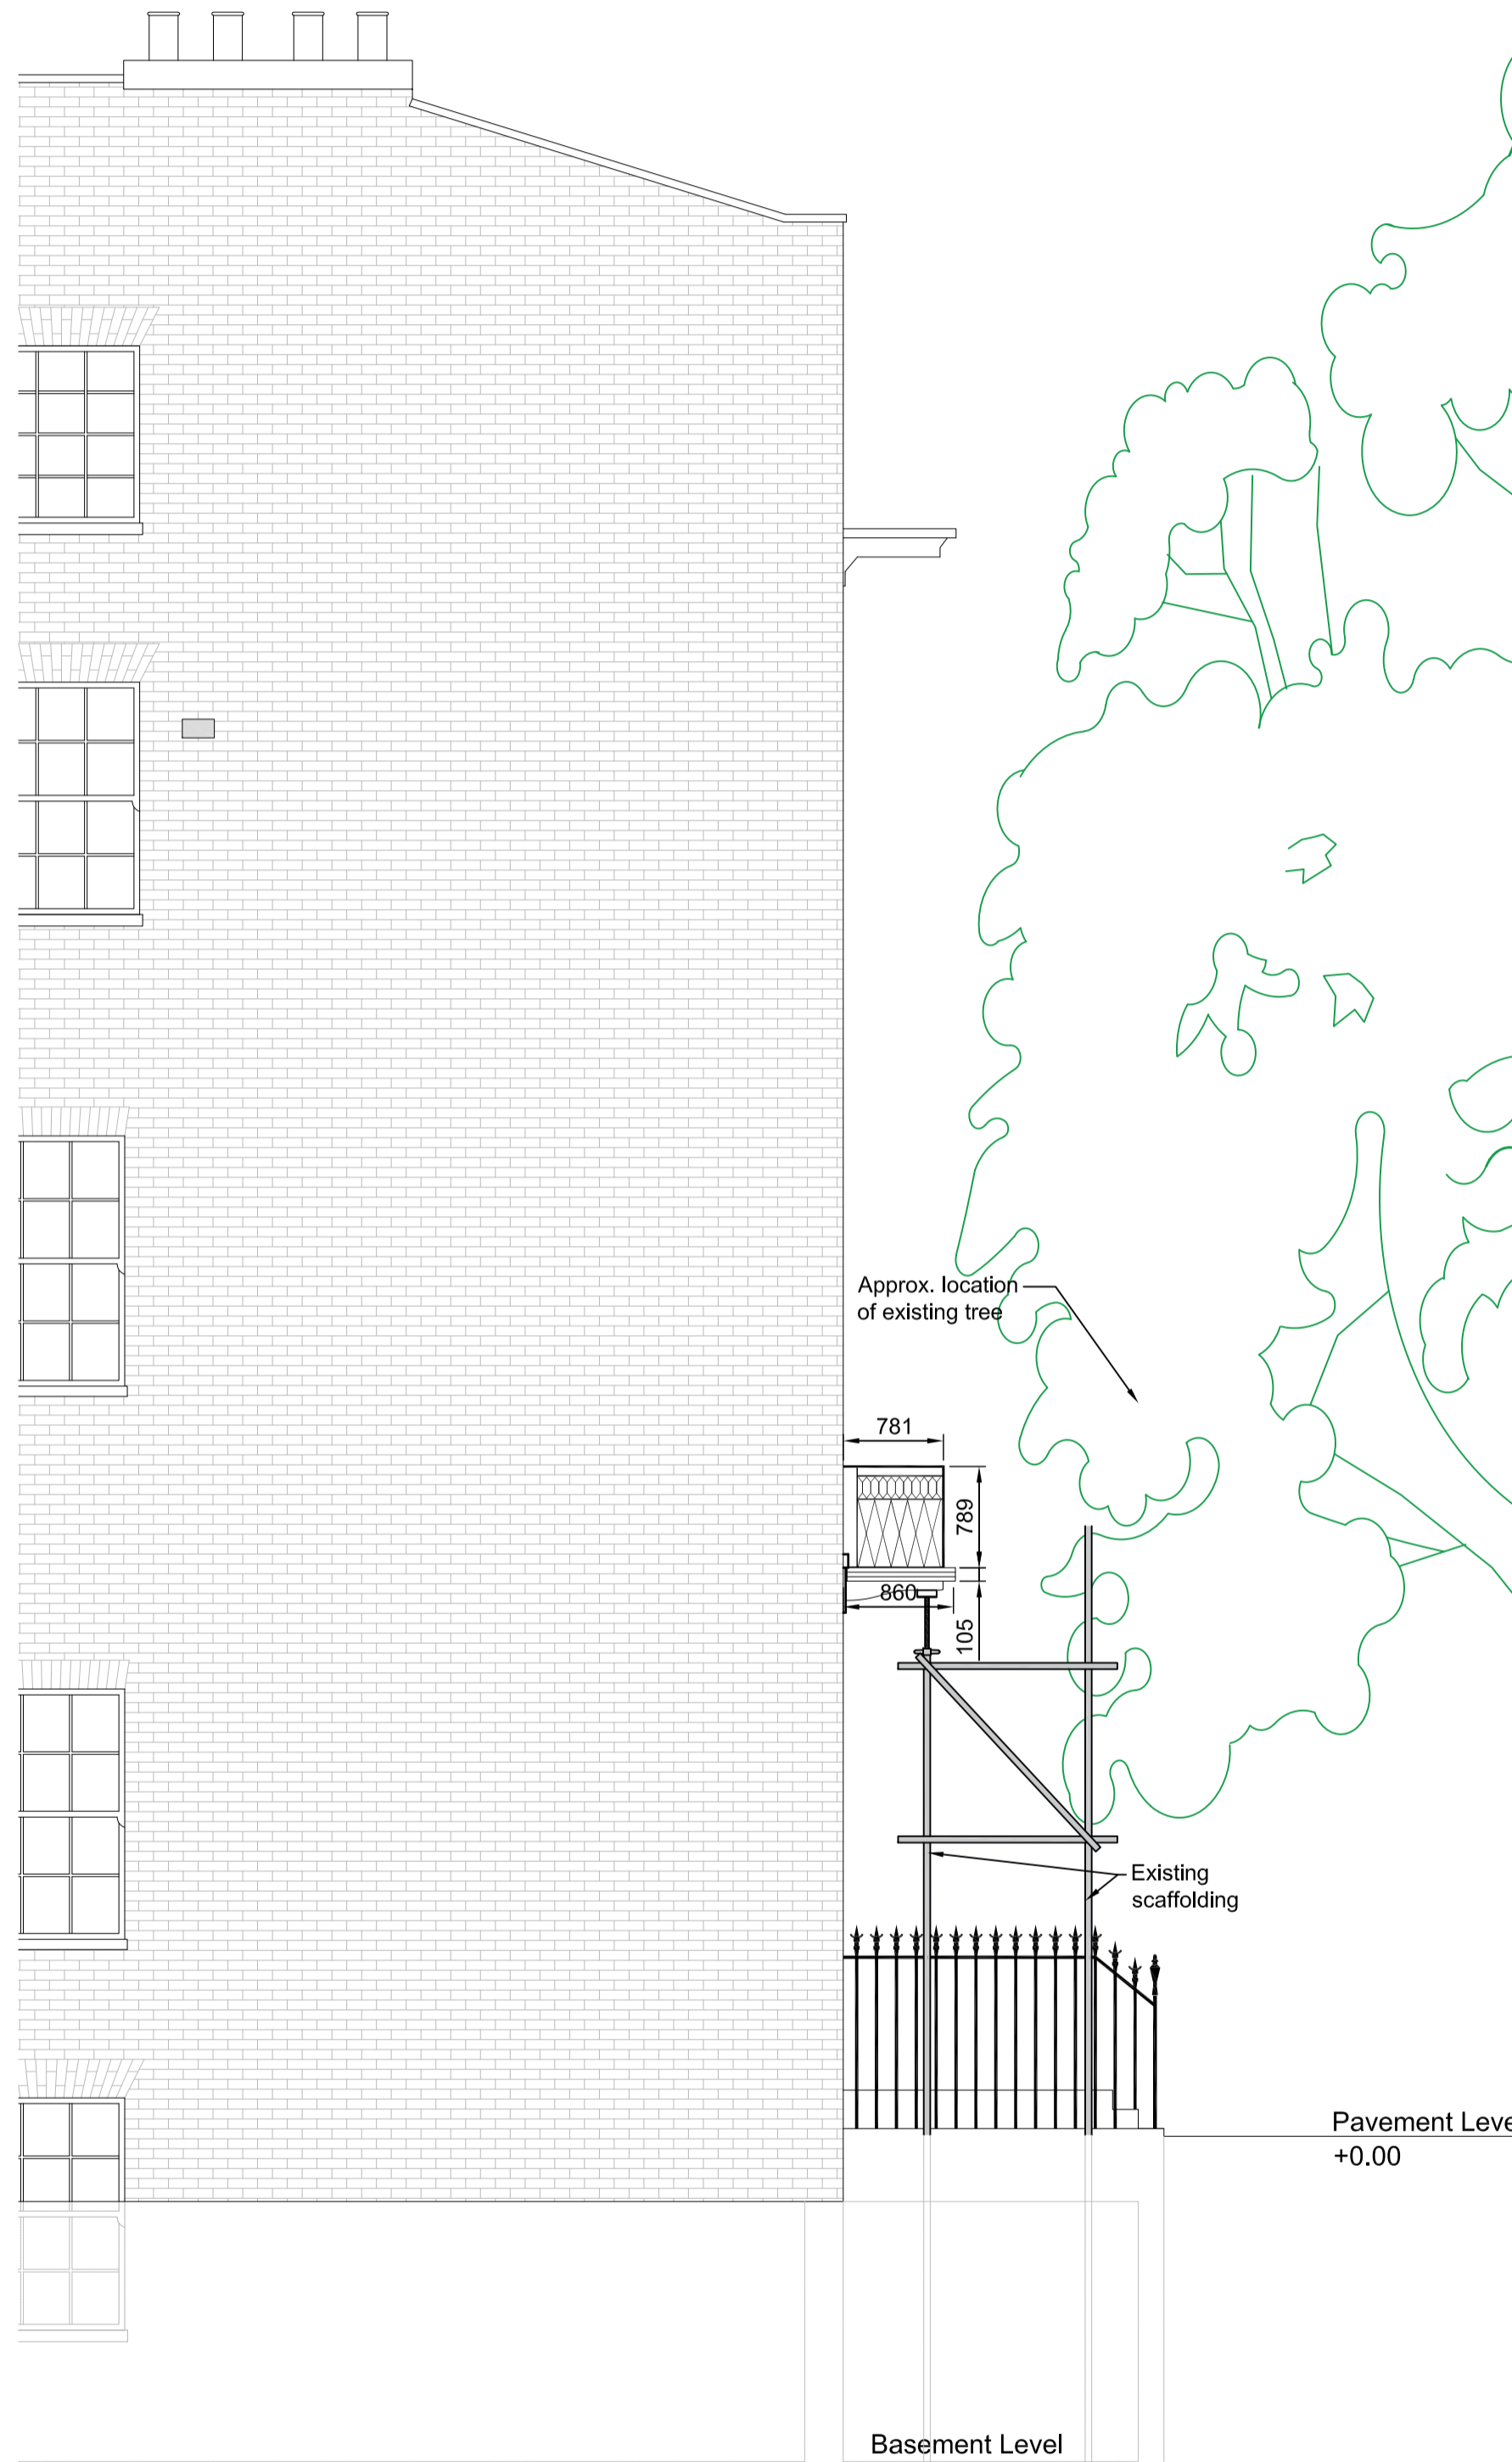 Approx. location
of existing tree
781
789
860
105
Existing
scaffolding
Pavement Leve
+0.00
Basement Level